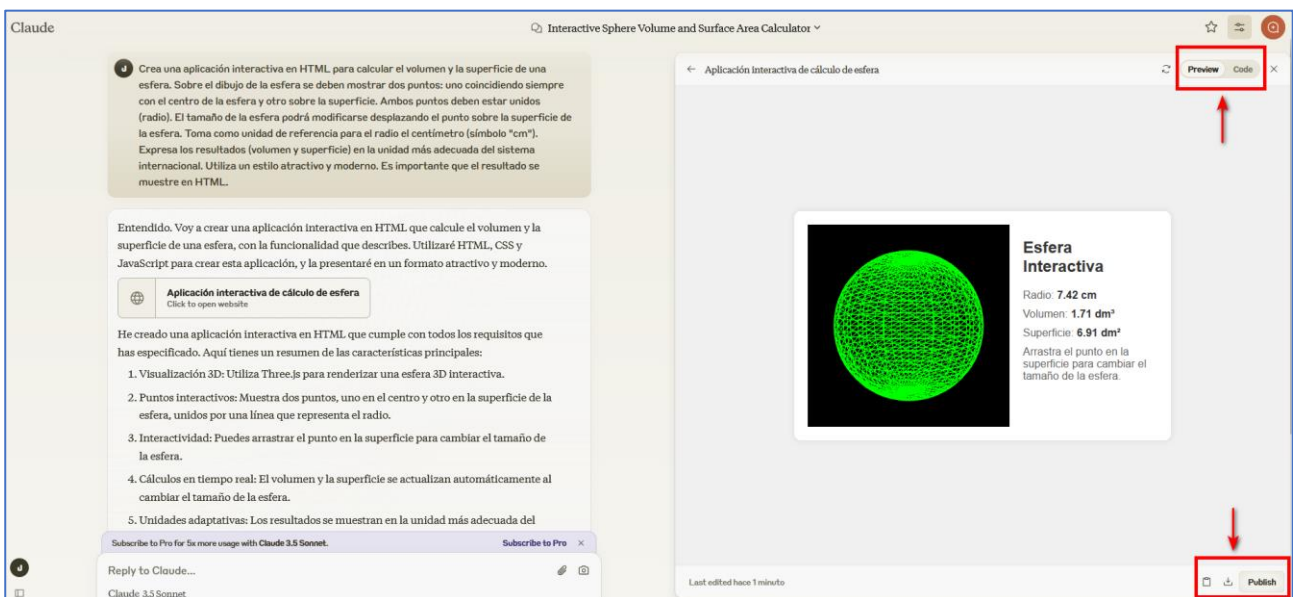 Claude
Interactive Sphere Volume and Surface Area Calculator
J
Crea una aplicación interactiva en HTML para calcular el volumen y la superficie de una
esfera. Sobre el dibujo de la esfera se deben mostrar dos puntos: uno coincidiendo siempre
con el centro de la esfera y otro sobre la superficie. Ambos puntos deben estar unidos
(radio). El tamaño de la esfera podrá modificarse desplazando el punto sobre la superficie de
la esfera. Toma como unidad de referencia para el radio el centímetro (símbolo "cm").
Expresa los resultados (volumen y superficie) en la unidad más adecuada del sistema
internacional. Utiliza un estilo atractivo y moderno. Es importante que el resultado se
muestre en HTML.
Entendido. Voy a crear una aplicación interactiva en HTML que calcule el volumen y la
superficie de una esfera, con la funcionalidad que describes. Utilizaré HTML, CSS y
JavaScript para crear esta aplicación, y la presentaré en un formato atractivo y moderno.
Aplicación interactiva de cálculo de esfera
Click to open website
He creado una aplicación interactiva en HTML que cumple con todos los requisitos que
has especificado. Aquí tienes un resumen de las características principales:
1. Visualización 3D: Utiliza Three.js para renderizar una esfera 3D interactiva.
2. Puntos interactivos: Muestra dos puntos, uno en el centro y otro en la superficie de la
esfera, unidos por una línea que representa el radio.
3. Interactividad: Puedes arrastrar el punto en la superficie para cambiar el tamaño de
la esfera.
4. Cálculos en tiempo real: El volumen y la superficie se actualizan automáticamente al
cambiar el tamaño de la esfera.
5. Unidades adaptativas: Los resultados se muestran en la unidad más adecuada del
Subscribe to Pro for 5x more usage with Claude 3.5 Sonnet.
Subscribe to Pro
Reply to Claude...
Claude 3.5 Sonnet
J
Aplicación interactiva de cálculo de esfera
Preview Code
Esfera
Interactiva
Radio: 7.42 cm
Volumen: 1.71 dm³
Superficie: 6.91 dm²
Arrastra el punto en la
superficie para cambiar el
tamaño de la esfera.
Last edited hace 1 minuto
Publish